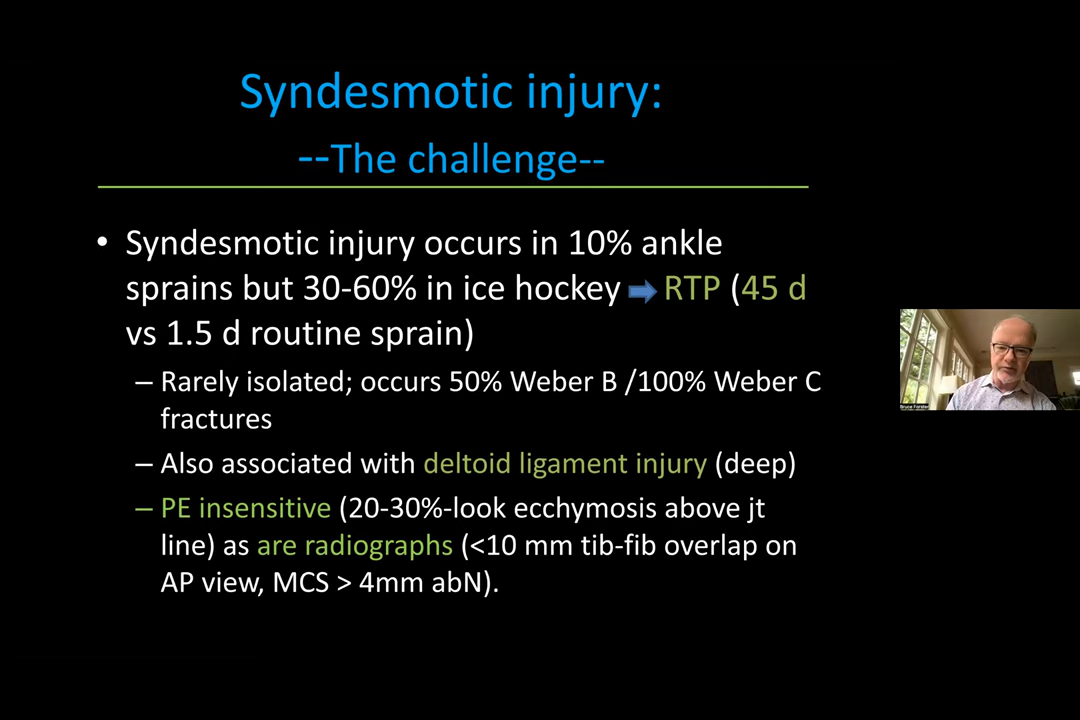 Syndesmotic injury:
--The challenge--
• Syndesmotic injury occurs in 10% ankle
sprains but 30-60% in ice hockey ➡ RTP (45 d
vs 1.5 d routine sprain)
– Rarely isolated; occurs 50% Weber B /100% Weber C
fractures
– Also associated with deltoid ligament injury (deep)
– PE insensitive (20-30%-look ecchymosis above jt
line) as are radiographs (<10 mm tib-fib overlap on
AP view, MCS > 4mm abN).
Bruce Forster